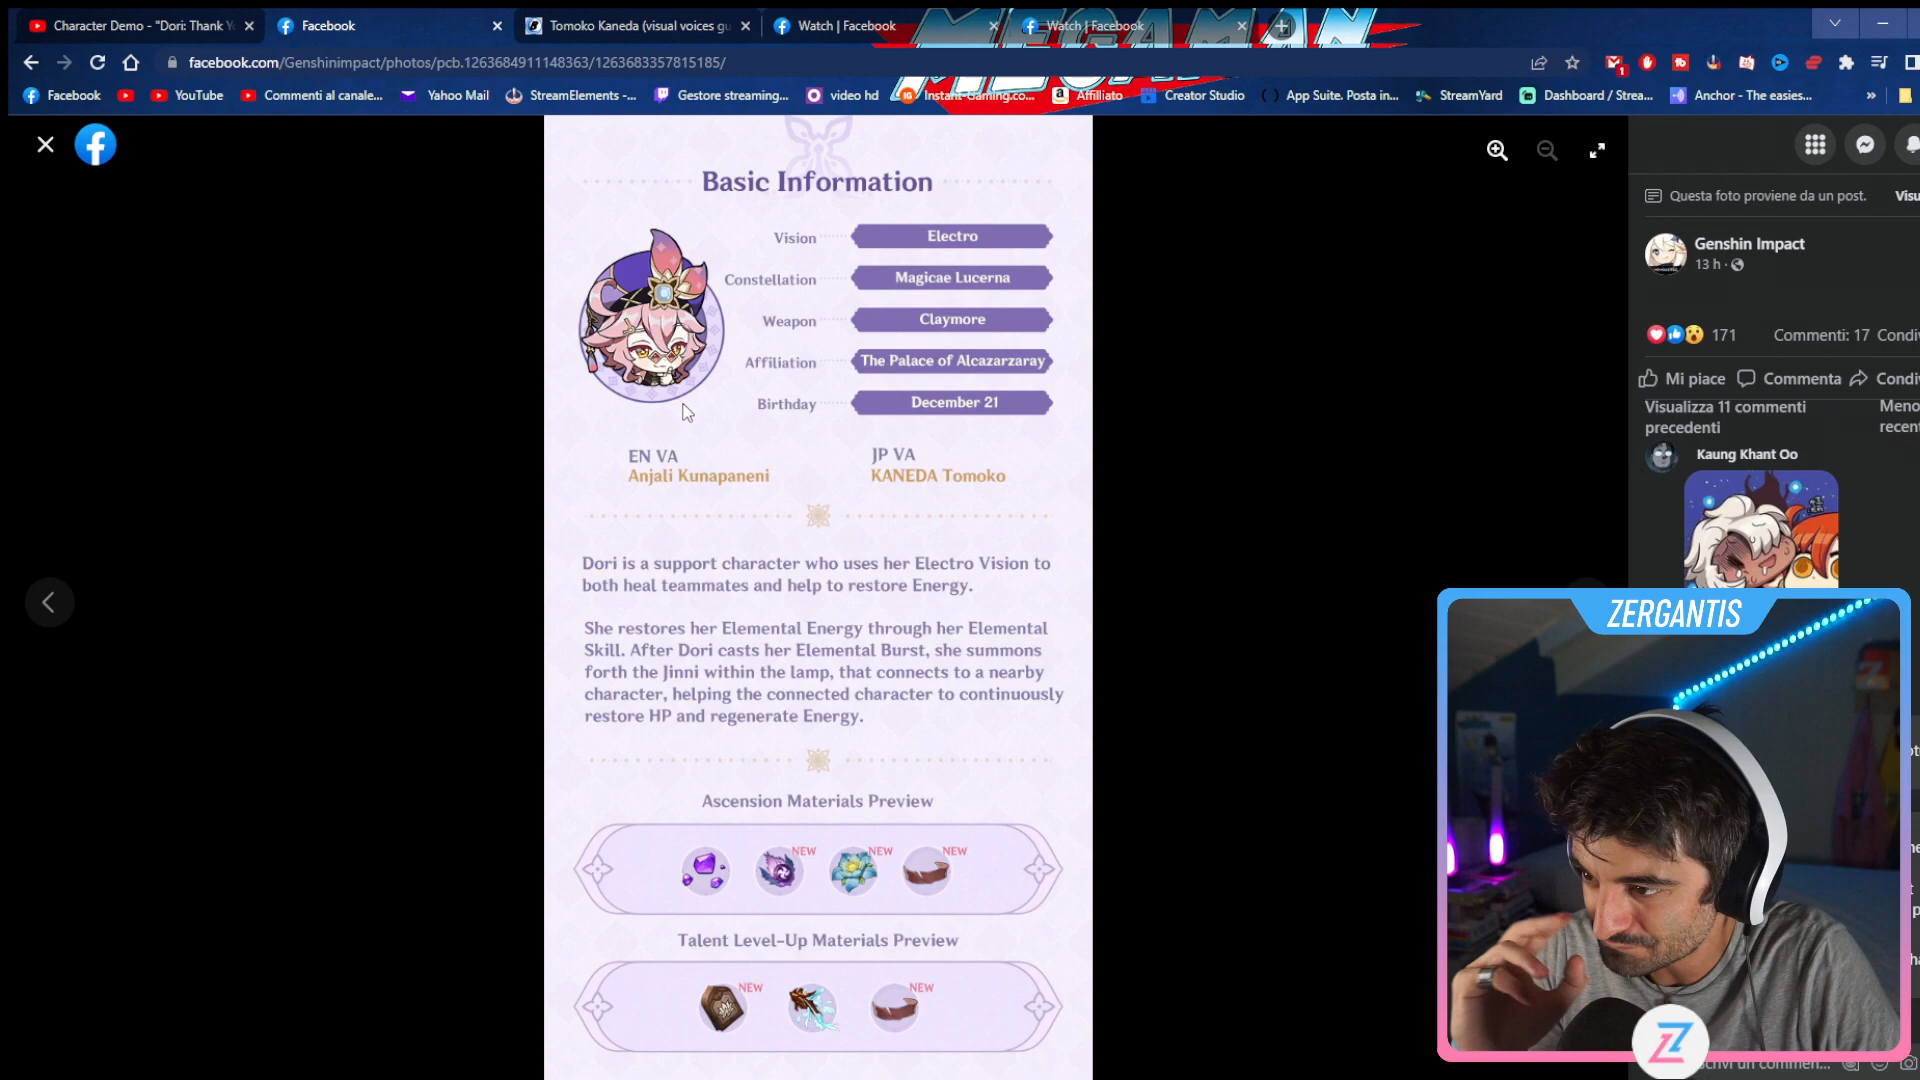 Character Demo - "Dori: Thank Y
Facebook
Tomoko Kaneda (visual voices gu
Watch | Facebook
Watch | Facebook
facebook.com/Genshinimpact/photos/pcb.1263684911148363/1263683357815185/
Facebook
YouTube
Commenti al canale...
Yahoo Mail
StreamElements -...
Gestore streaming...
video hd
Instant-Gaming.co...
Affiliato
Creator Studio
App Suite. Posta in...
StreamYard
Dashboard / Strea...
Anchor - The easies...
Basic Information
Vision
Electro
Constellation
Magicae Lucerna
Weapon
Claymore
Affiliation
The Palace of Alcazarzaray
Birthday
December 21
EN VA
Anjali Kunapaneni
JP VA
KANEDA Tomoko
Dori is a support character who uses her Electro Vision to
both heal teammates and help to restore Energy.
She restores her Elemental Energy through her Elemental
Skill. After Dori casts her Elemental Burst, she summons
forth the Jinni within the lamp, that connects to a nearby
character, helping the connected character to continuously
restore HP and regenerate Energy.
Ascension Materials Preview
NEW
NEW
NEW
Talent Level-Up Materials Preview
NEW
NEW
Questa foto proviene da un post.
Visu
Genshin Impact
13 h
171
Commenti: 17
Condiv
Mi piace
Commenta
Condiv
Visualizza 11 commenti
precedenti
Meno
recent
Kaung Khant Oo
ZERGANTIS